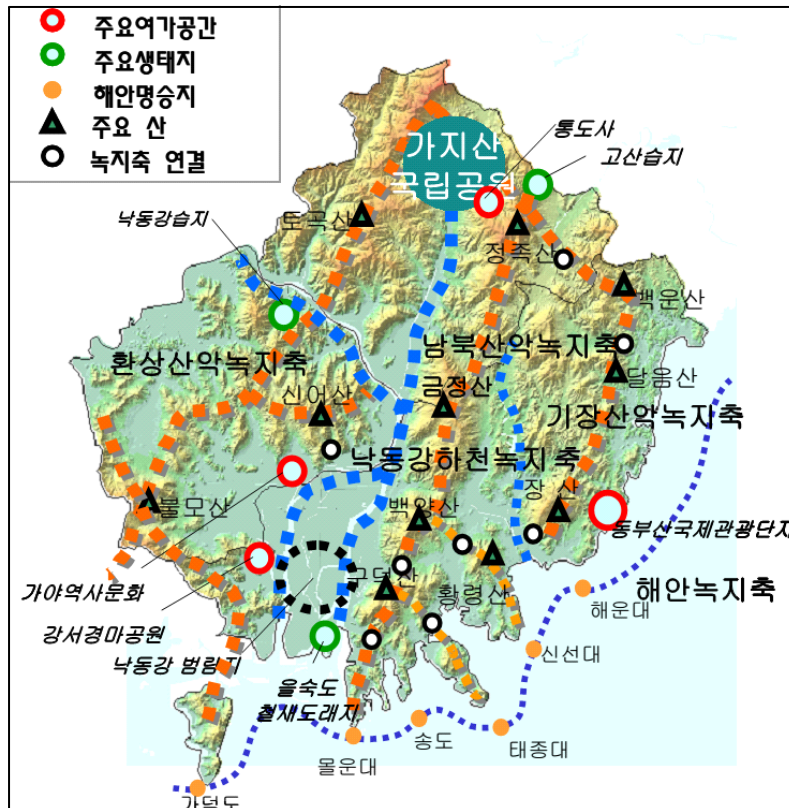 주요여가공간
주요생태지
해안명승지
주요 산
녹지축 연결
가지산
국립공원
통도사
고산습지
낙동강습지
토곡산
정족산
백운산
환상산악녹지축
남북산악녹지축
신어산
금정산
달음산
기장산악녹지축
낙동강하천녹지축
불모산
백양산
장 산
동부산국제관광단지
가야역사문화
구덕산
황령산
해안녹지축
해운대
강서경마공원
낙동강 범람지
신선대
을숙도
철새도래지
송도
태종대
몰운대
가덕도